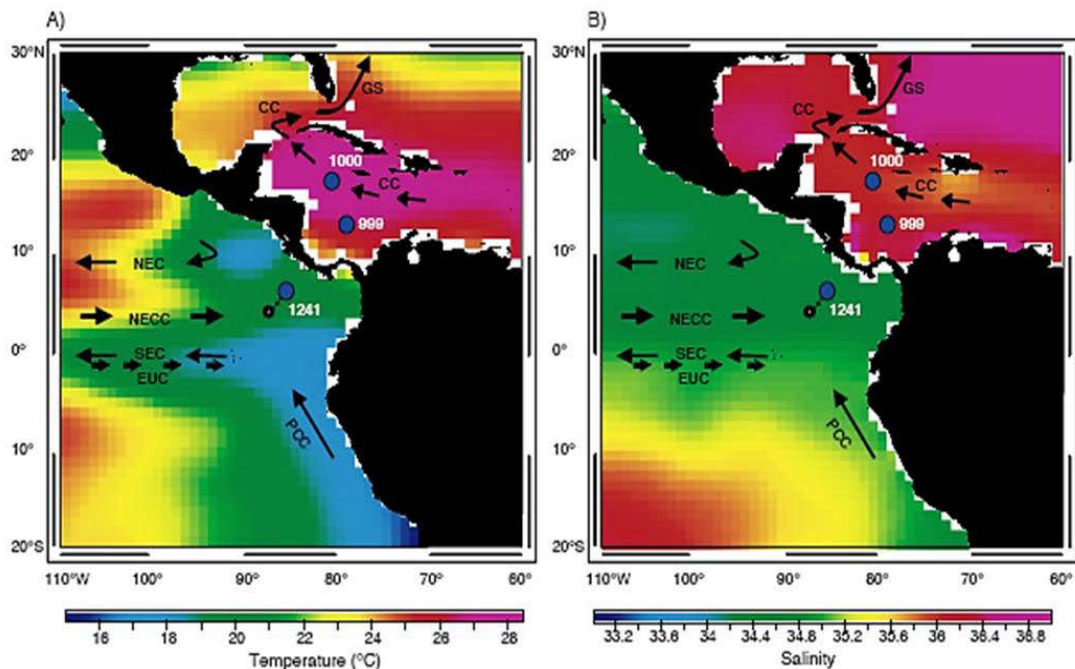 A)
30°N
20°
10°
0°
10°
20°S
110°W 100° 90° 80° 70° 60°
GS
CC
1000
CC
999
NEC
1241
NECC
SEC
EUC
PCC
16 18 20 22 24 26 28
Temperature (°C)
B)
30°N
20°
10°
0°
10°
20°S
110°W 100° 90° 80° 70° 60°
GS
CC
1000
CC
999
NEC
1241
NECC
SEC
EUC
PCC
33.2 33.6 34 34.4 34.8 35.2 35.6 36 36.4 36.8
Salinity